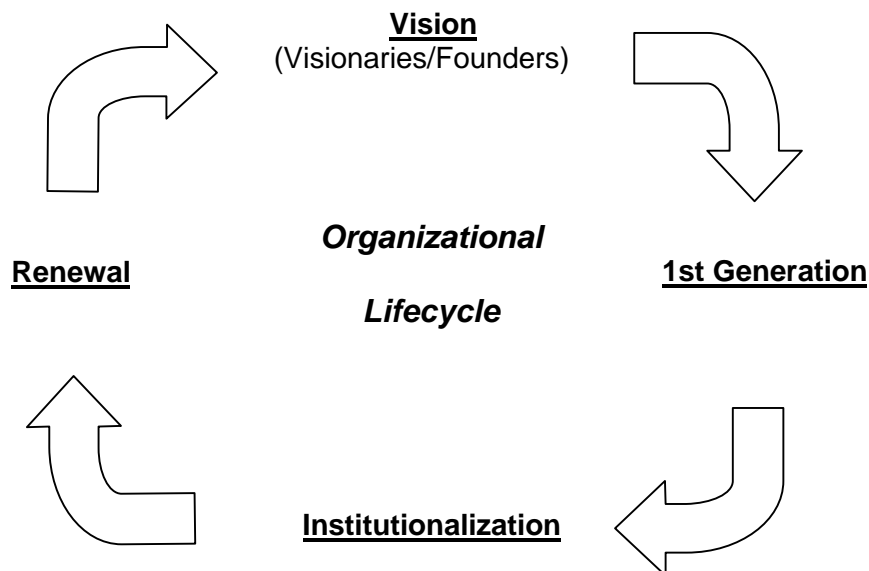 Vision
(Visionaries/Founders)
Organizational
Renewal
1st Generation
Lifecycle
Institutionalization